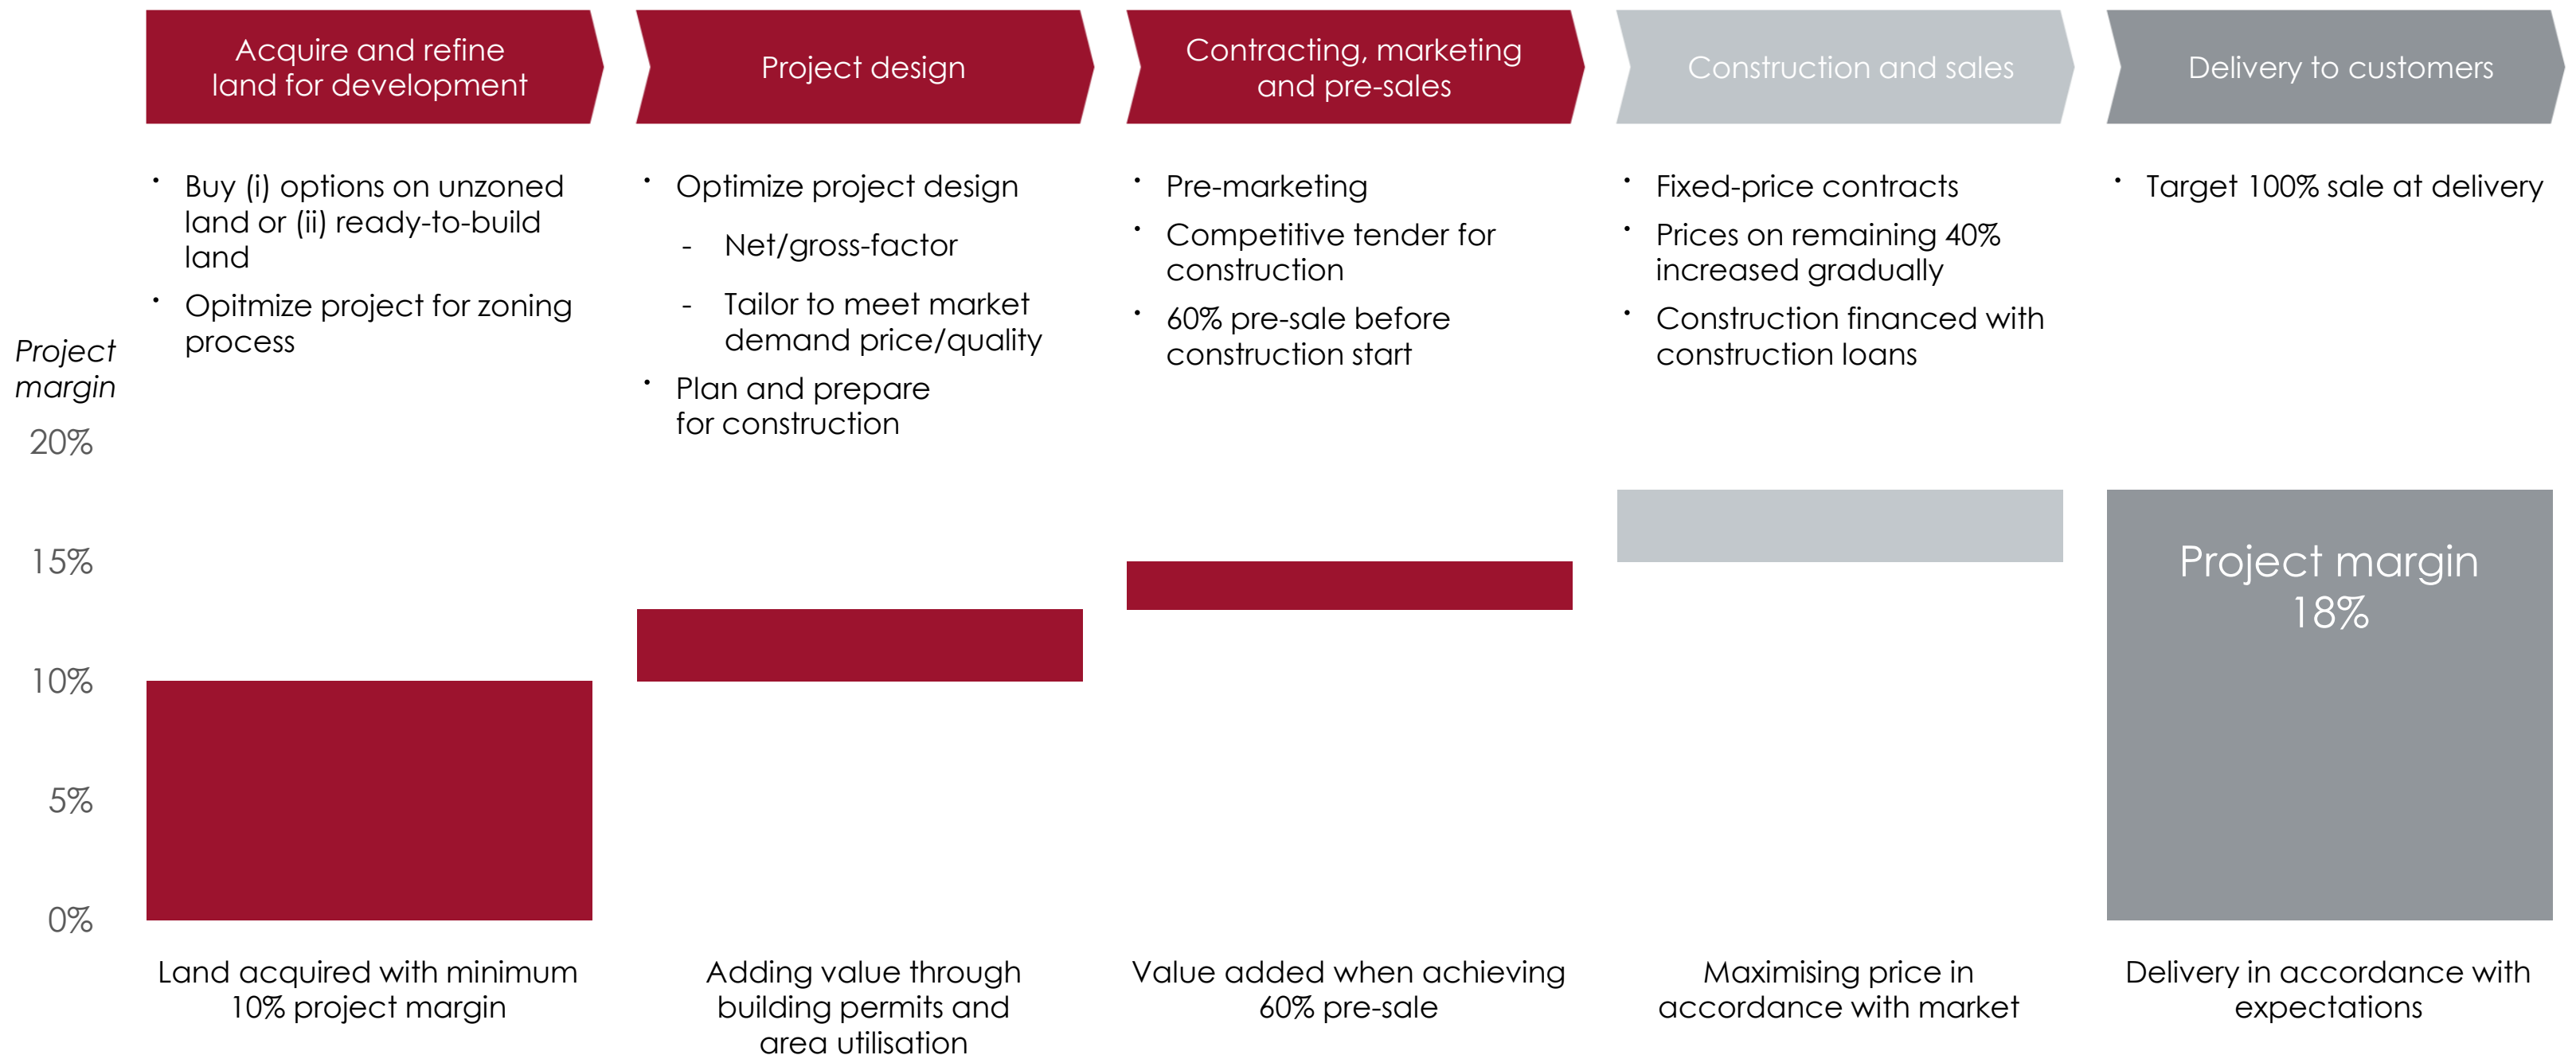 Acquire and refine
land for development
Project design
Contracting, marketing
and pre-sales
Construction and sales
Delivery to customers
· Buy (i) options on unzoned
land or (ii) ready-to-build
land
· Opitmize project for zoning
process
· Optimize project design
- Net/gross-factor
- Tailor to meet market
demand price/quality
· Plan and prepare
for construction
· Pre-marketing
· Competitive tender for
construction
· 60% pre-sale before
construction start
· Fixed-price contracts
· Prices on remaining 40%
increased gradually
· Construction financed with
construction loans
· Target 100% sale at delivery
Project
margin
20%
15%
10%
5%
0%
Project margin
18%
Land acquired with minimum
10% project margin
Adding value through
building permits and
area utilisation
Value added when achieving
60% pre-sale
Maximising price in
accordance with market
Delivery in accordance with
expectations